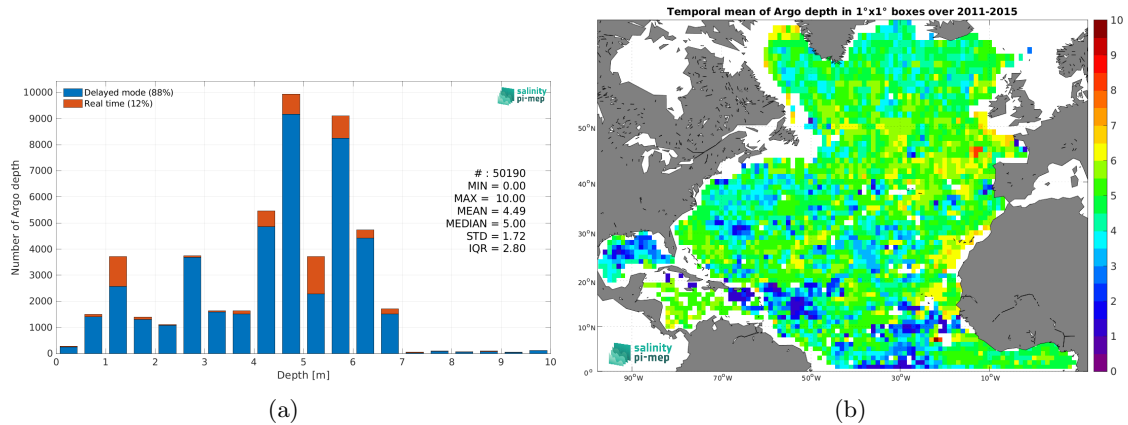 Delayed mode (88%)
Real time (12%)
salinity
pi-mep
# : 50190
MIN = 0.00
MAX = 10.00
MEAN = 4.49
MEDIAN = 5.00
STD = 1.72
IQR = 2.80
Number of Argo depth
10000
9000
8000
7000
6000
5000
4000
3000
2000
1000
0
0 1 2 3 4 5 6 7 8 9 10
Depth [m]
(a)
Temporal mean of Argo depth in 1°x1° boxes over 2011-2015
50°N
40°N
30°N
20°N
10°N
0°
90°W 70°W 50°W 30°W 10°W
salinity
pi-mep
10
9
8
7
6
5
4
3
2
1
0
(b)